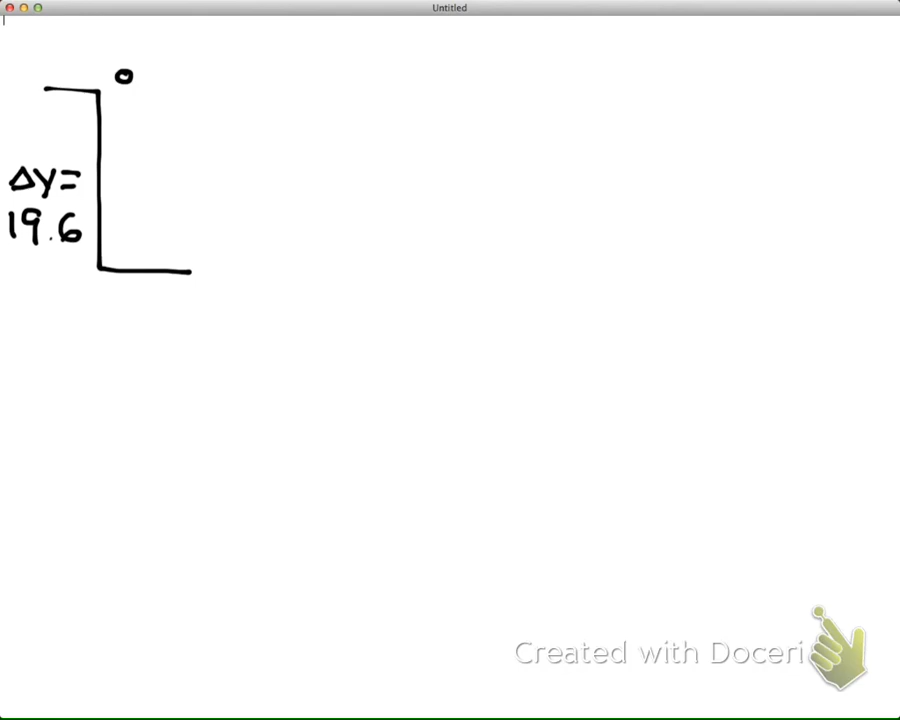 Untitled
Δy=
19.6
Created with Doceri